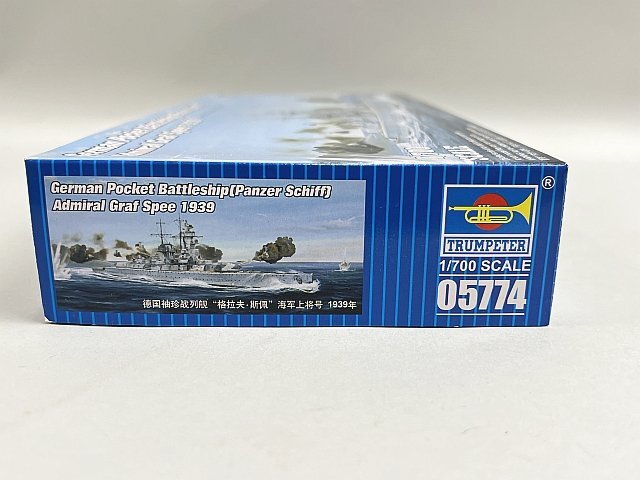 German Pocket Battleship(Panzer Schiff)
Admiral Graf Spee 1939
德国袖珍战列舰 “格拉夫·斯佩” 海军上将号 1939年
®
TRUMPETER
1/700 SCALE
05774